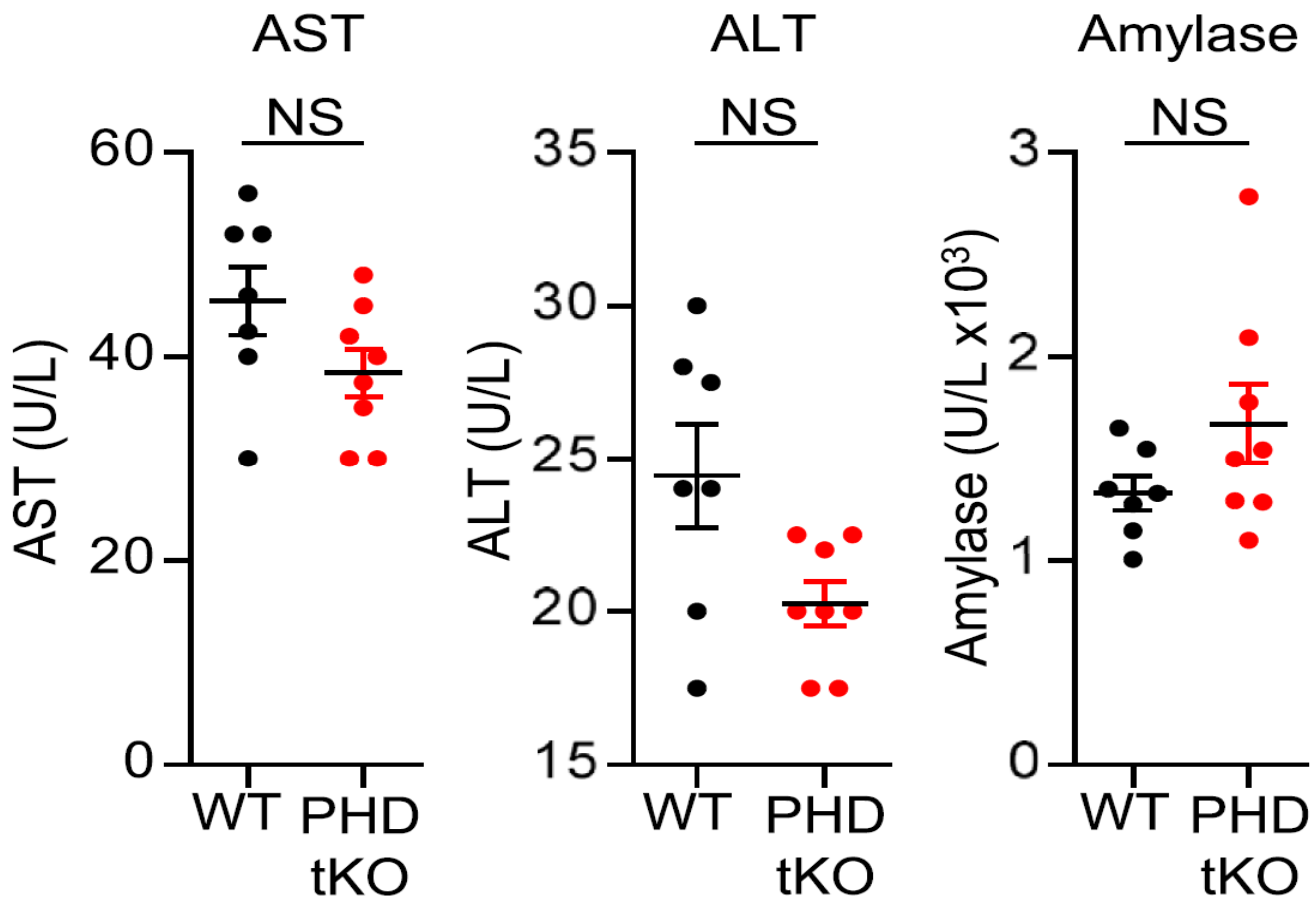 AST
NS
AST (U/L)
60
40
20
0
WT
PHD
tKO
ALT
NS
ALT (U/L)
35
30
25
20
15
WT
PHD
tKO
Amylase
NS
Amylase (U/L x10³)
3
2
1
0
WT
PHD
tKO